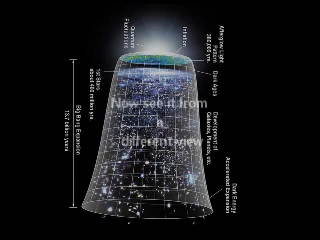 Afterglow Light
Pattern
380,000 yrs.
Inflation
Quantum
Fluctuations
Dark Ages
1st Stars
about 400 million yrs.
Development of
Galaxies, Planets, etc.
Now see it from
different view
Big Bang Expansion
13.7 billion years
Dark Energy
Accelerated Expansion